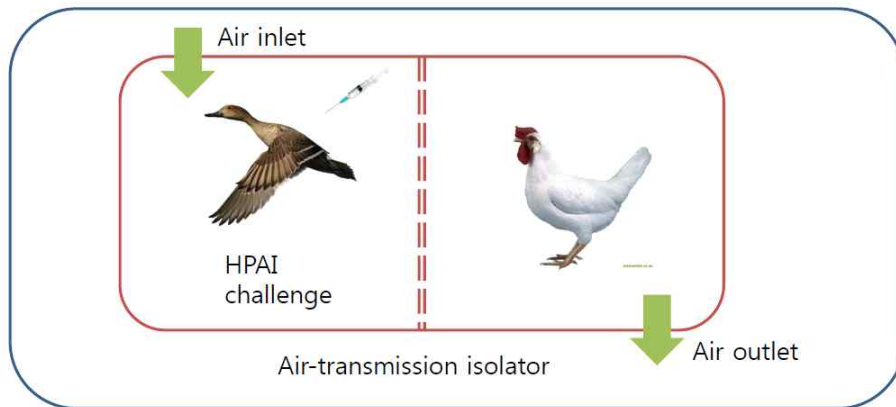 Air inlet
HPAI
challenge
Air outlet
Air-transmission isolator